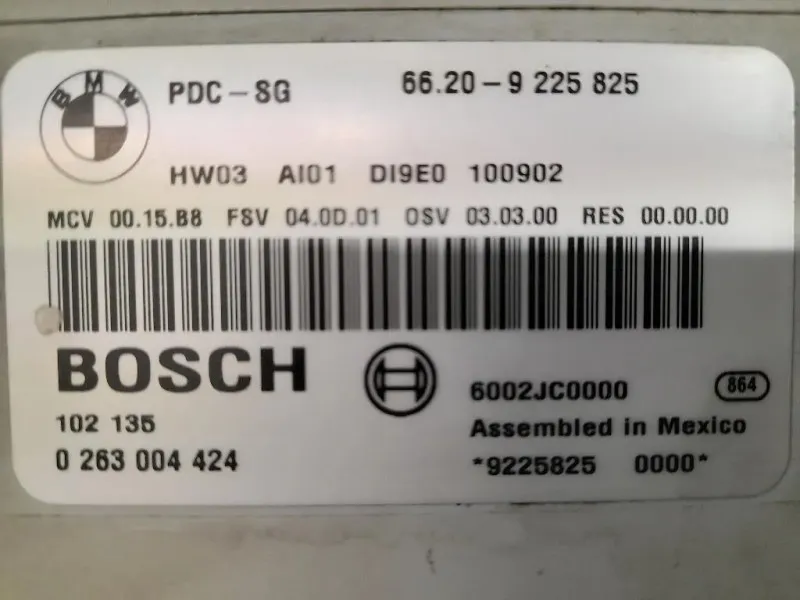 BMW
PDC-SG 66.20-9 225 825
HW03 AI01 DI9E0 100902
MCV 00.15.B8 FSV 04.0D.01 OSV 03.03.00 RES 00.00.00
BOSCH
6002JC0000 864
102 135 Assembled in Mexico
0 263 004 424 *9225825 0000*